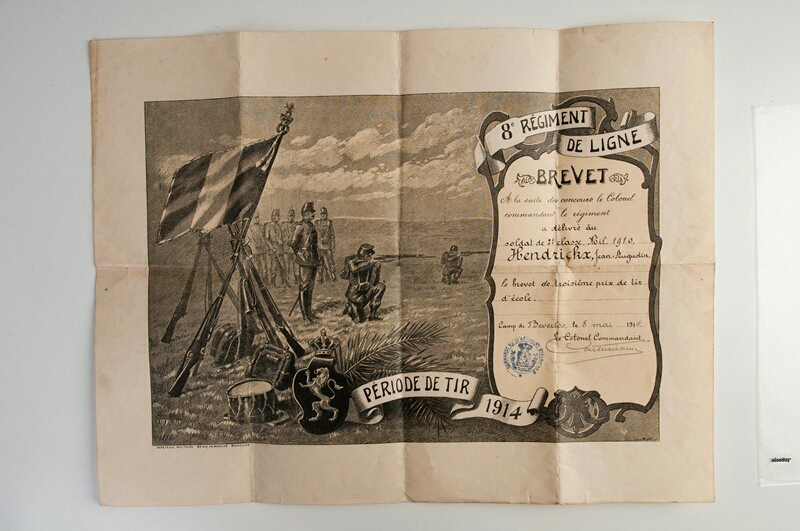 8e RÉGIMENT
DE LIGNE
BREVET
A la suite des concours le Colonel
commandant le régiment
a délivré au
soldat de 2e classe, Mil. 1910,
Hendrickx, Jean-Augustin.
le brevet de troisième prix de tir
d'école.
Camp de Beverloo, le 8 mai 1914.
Le Colonel Commandant,
PÉRIODE DE TIR
1914